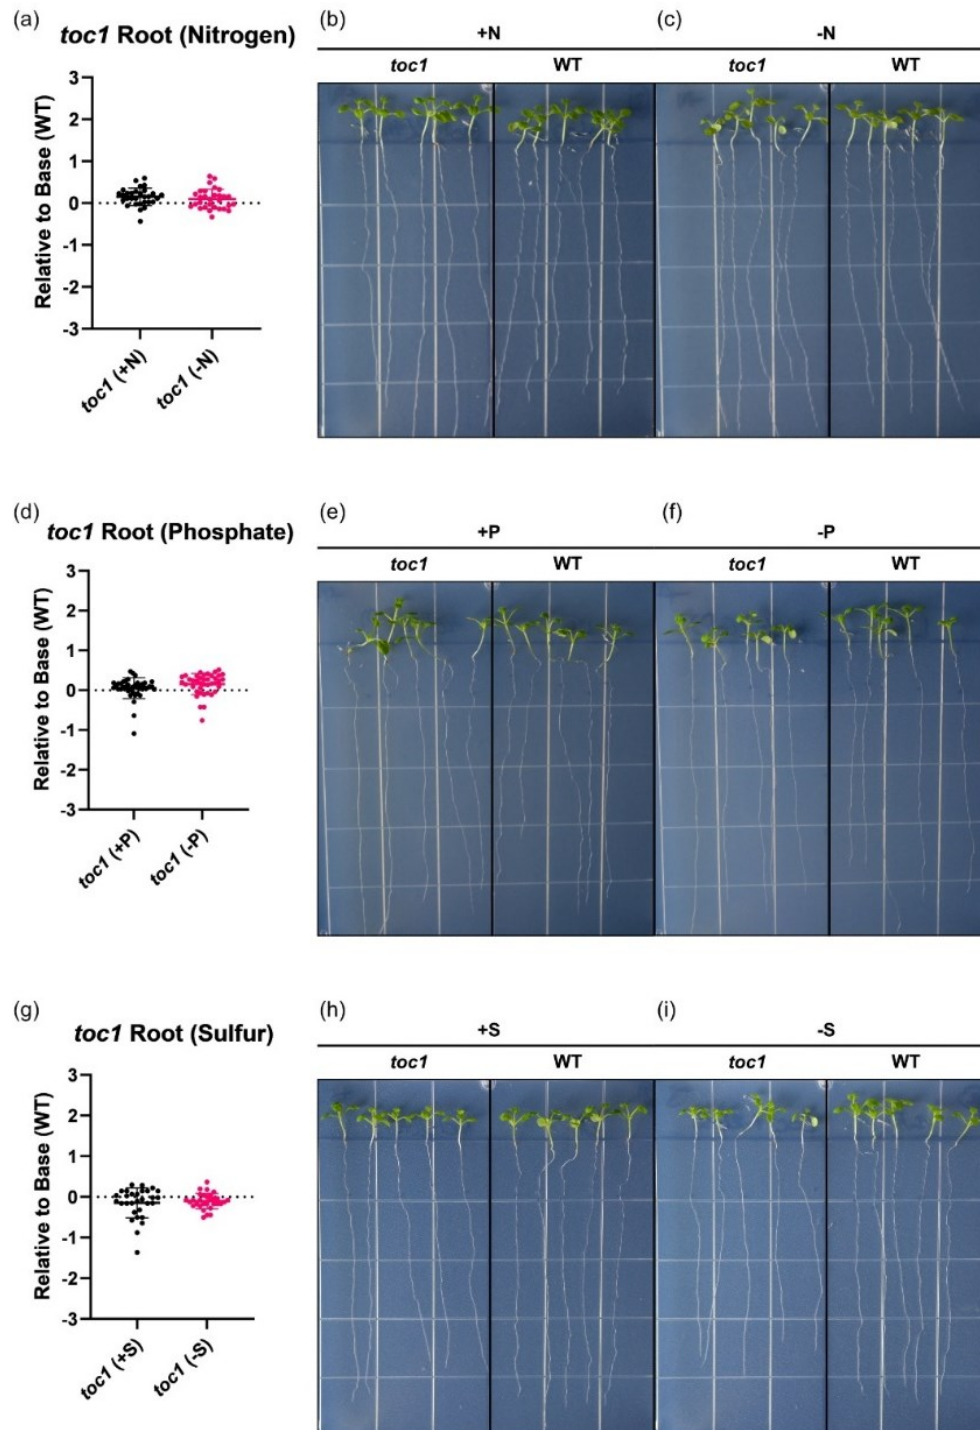 (a)
toc1 Root (Nitrogen)
Relative to Base (WT)
3
2
1
0
-1
-2
-3
toc1 (+N)
toc1 (-N)
(b)
+N
toc1
WT
(c)
-N
toc1
WT
(d)
toc1 Root (Phosphate)
Relative to Base (WT)
3
2
1
0
-1
-2
-3
toc1 (+P)
toc1 (-P)
(e)
+P
toc1
WT
(f)
-P
toc1
WT
(g)
toc1 Root (Sulfur)
Relative to Base (WT)
3
2
1
0
-1
-2
-3
toc1 (+S)
toc1 (-S)
(h)
+S
toc1
WT
(i)
-S
toc1
WT